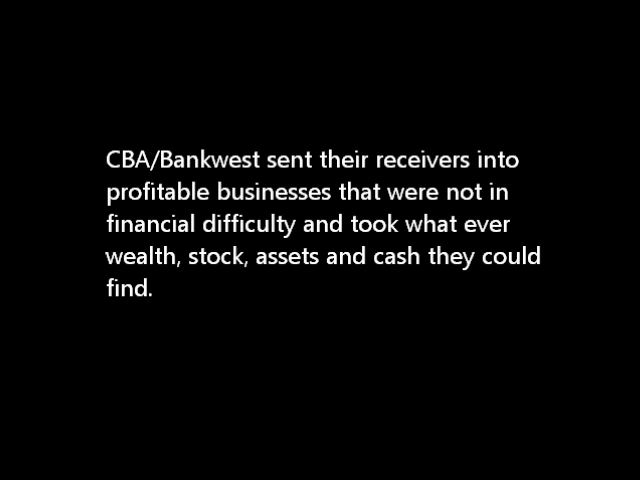 CBA/Bankwest sent their receivers into
profitable businesses that were not in
financial difficulty and took what ever
wealth, stock, assets and cash they could
find.